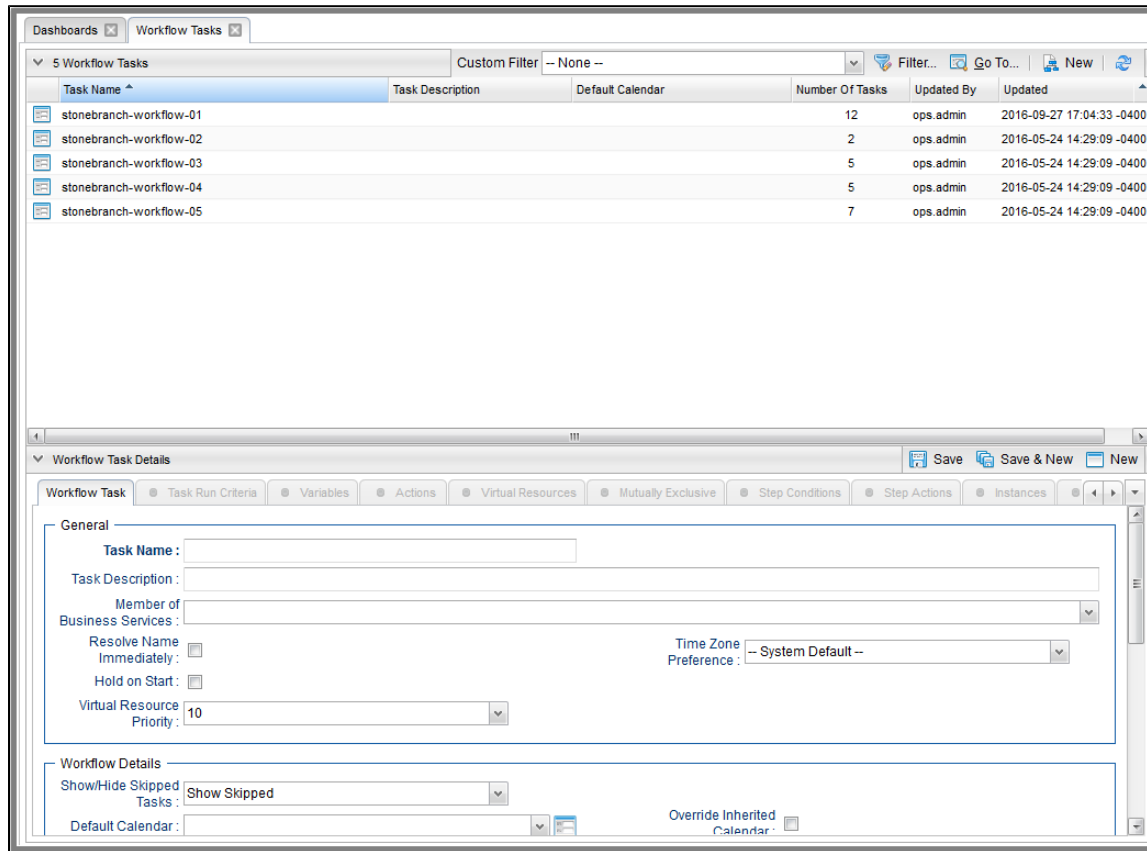 Dashboards Workflow Tasks
5 Workflow Tasks Custom Filter -- None -- Filter... Go To... New
Task Name Task Description Default Calendar Number Of Tasks Updated By Updated
stonebranch-workflow-01 12 ops.admin 2016-09-27 17:04:33 -0400
stonebranch-workflow-02 2 ops.admin 2016-05-24 14:29:09 -0400
stonebranch-workflow-03 5 ops.admin 2016-05-24 14:29:09 -0400
stonebranch-workflow-04 5 ops.admin 2016-05-24 14:29:09 -0400
stonebranch-workflow-05 7 ops.admin 2016-05-24 14:29:09 -0400
Workflow Task Details Save Save & New New
Workflow Task Task Run Criteria Variables Actions Virtual Resources Mutually Exclusive Step Conditions Step Actions Instances
General
Task Name :
Task Description :
Member of
Business Services :
Resolve Name
Immediately :
Time Zone
Preference : -- System Default --
Hold on Start :
Virtual Resource
Priority : 10
Workflow Details
Show/Hide Skipped
Tasks : Show Skipped
Default Calendar :
Override Inherited
Calendar :